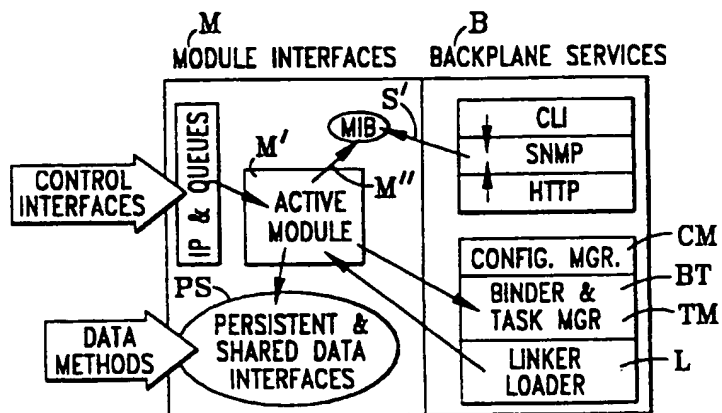 M
B
MODULE INTERFACES
BACKPLANE SERVICES
S'
CLI
SNMP
HTTP
MIB
M'
M"
IP & QUEUES
CONTROL
INTERFACES
ACTIVE
MODULE
PS
PERSISTENT &
SHARED DATA
INTERFACES
DATA
METHODS
CONFIG. MGR.
CM
BINDER &
TASK MGR
BT
TM
LINKER
LOADER
L